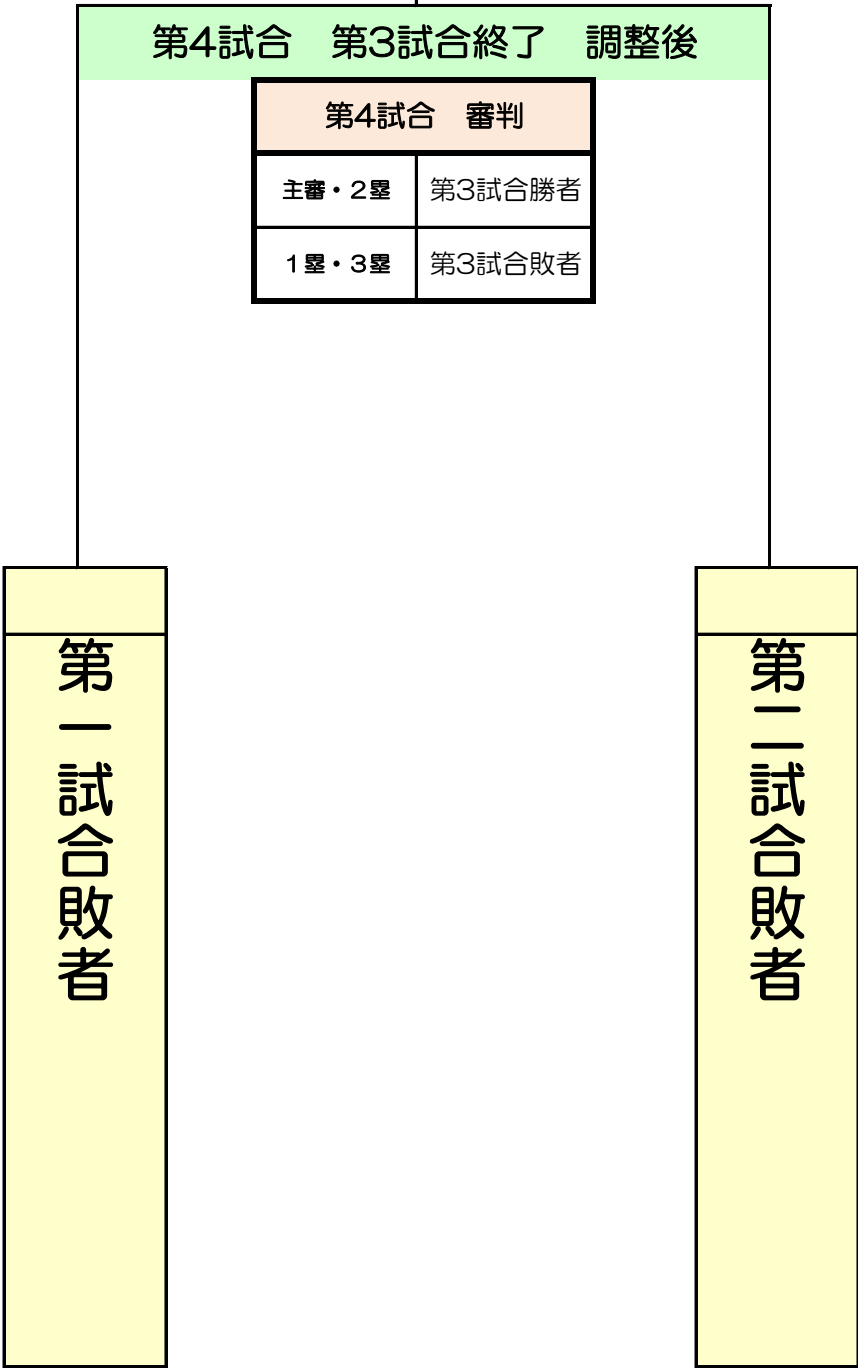 第4試合　第3試合終了　調整後
第4試合　審判
主審・２塁　第3試合勝者
１塁・３塁　第3試合敗者
第一試合敗者
第二試合敗者